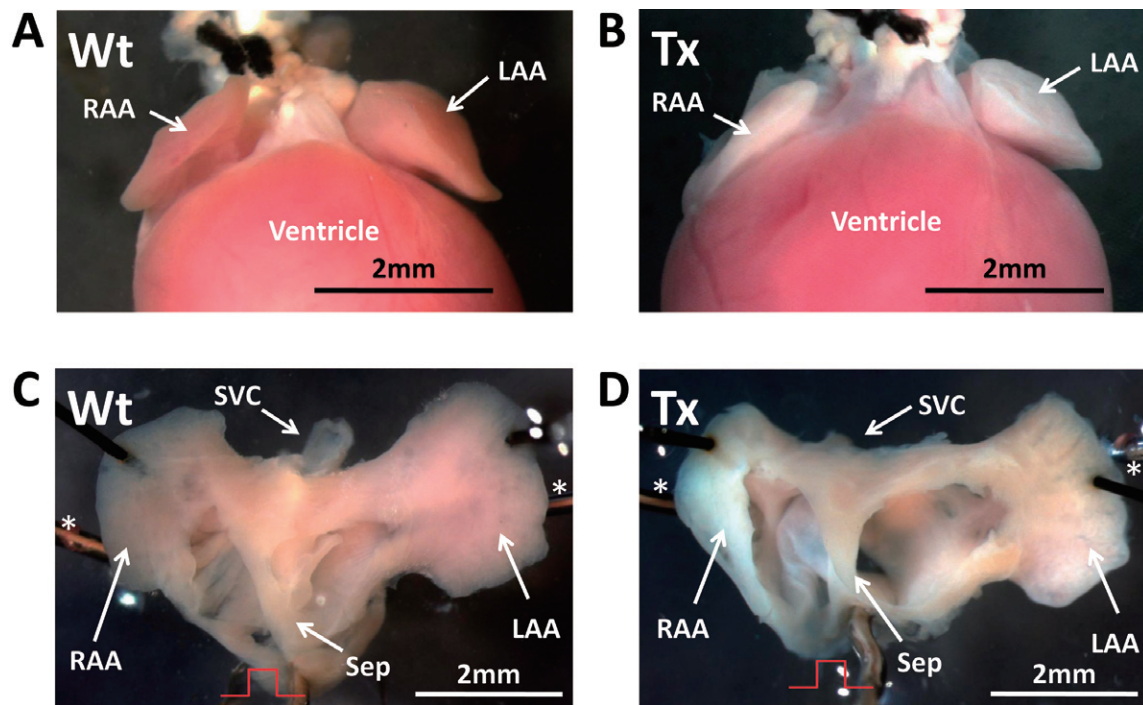 A
Wt
RAA
LAA
Ventricle
2mm
B
Tx
RAA
LAA
Ventricle
2mm
C
Wt
SVC
*
*
RAA
Sep
LAA
2mm
D
Tx
SVC
*
*
RAA
Sep
LAA
2mm